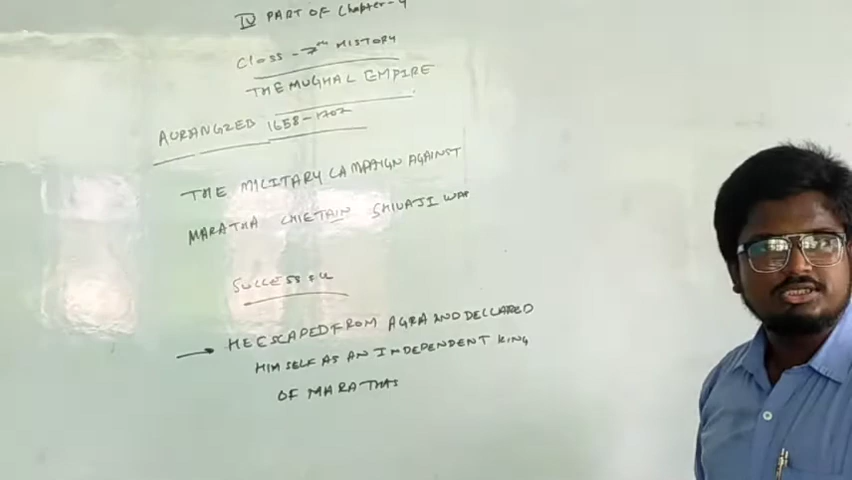 IV PART OF Chapter-4
Class - 7th HISTORY
THE MUGHAL EMPIRE
AURANGZEB 1658-1707
THE MILITARY CAMPAIGN AGAINST
MARATHA CHIETAIN SHIVAJI WAS
SUCCESSFUL
HE ESCAPED FROM AGRA AND DECLARED
HIMSELF AS AN INDEPENDENT KING
OF MARATHAS